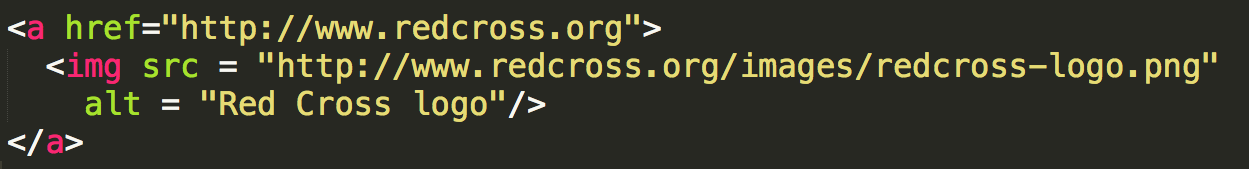 <a href="http://www.redcross.org">
<img src = "http://www.redcross.org/images/redcross-logo.png"
alt = "Red Cross logo"/>
</a>